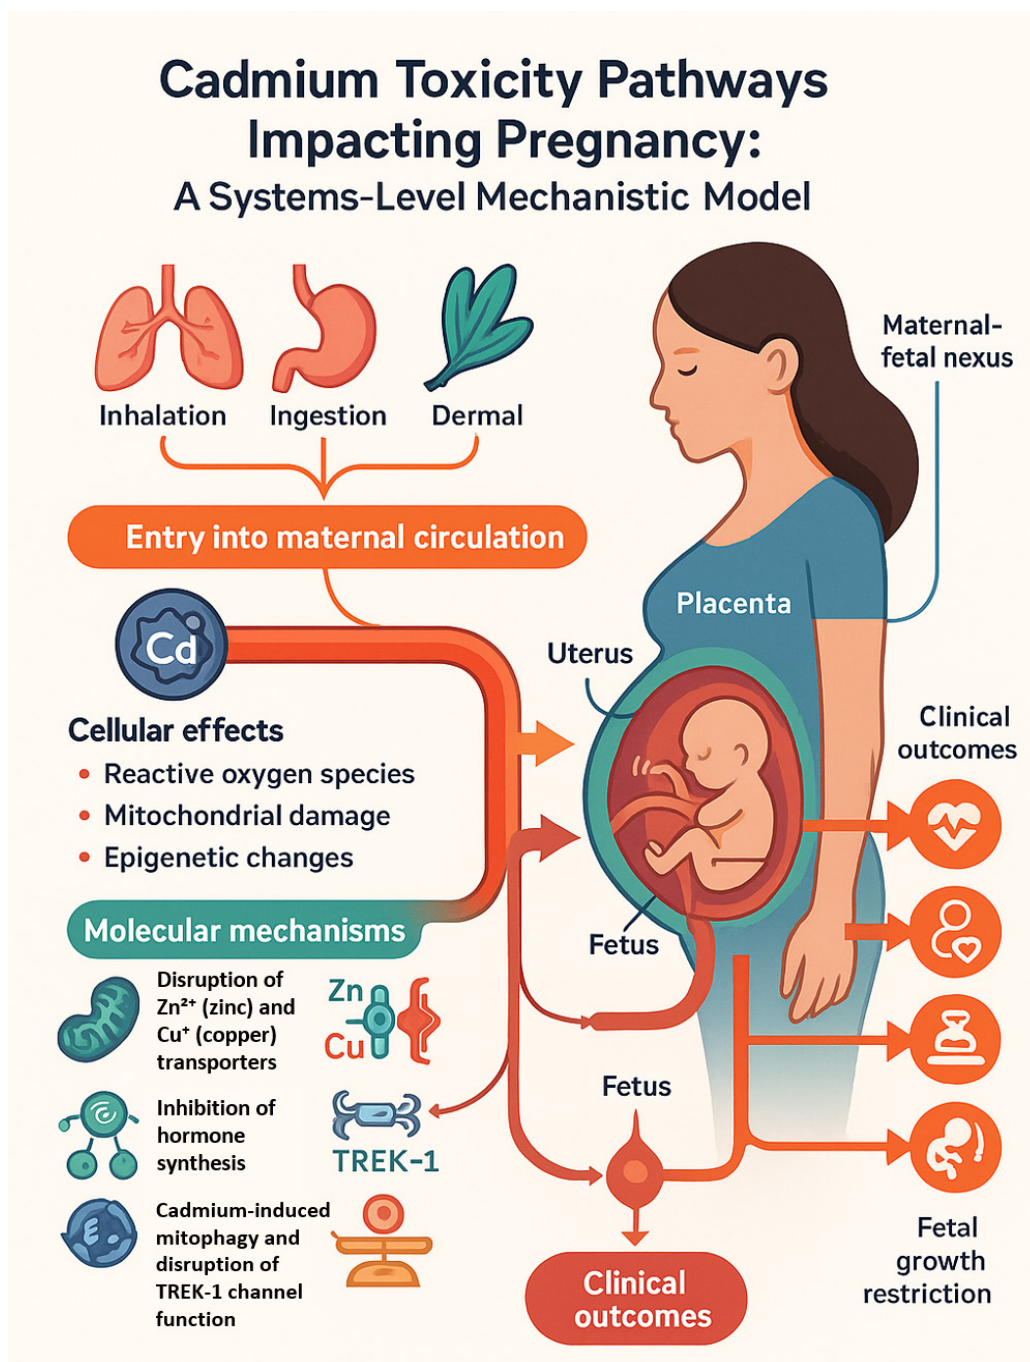 Cadmium Toxicity Pathways
Impacting Pregnancy:
A Systems-Level Mechanistic Model
Inhalation
Ingestion
Dermal
Maternal-
fetal nexus
Entry into maternal circulation
Cd
Placenta
Uterus
Cellular effects
• Reactive oxygen species
• Mitochondrial damage
• Epigenetic changes
Clinical
outcomes
Molecular mechanisms
Fetus
Disruption of
Zn²⁺ (zinc) and
Cu⁺ (copper)
transporters
Zn
Cu
Inhibition of
hormone
synthesis
TREK-1
Fetus
E
Cadmium-induced
mitophagy and
disruption of
TREK-1 channel
function
Clinical
outcomes
Fetal
growth
restriction